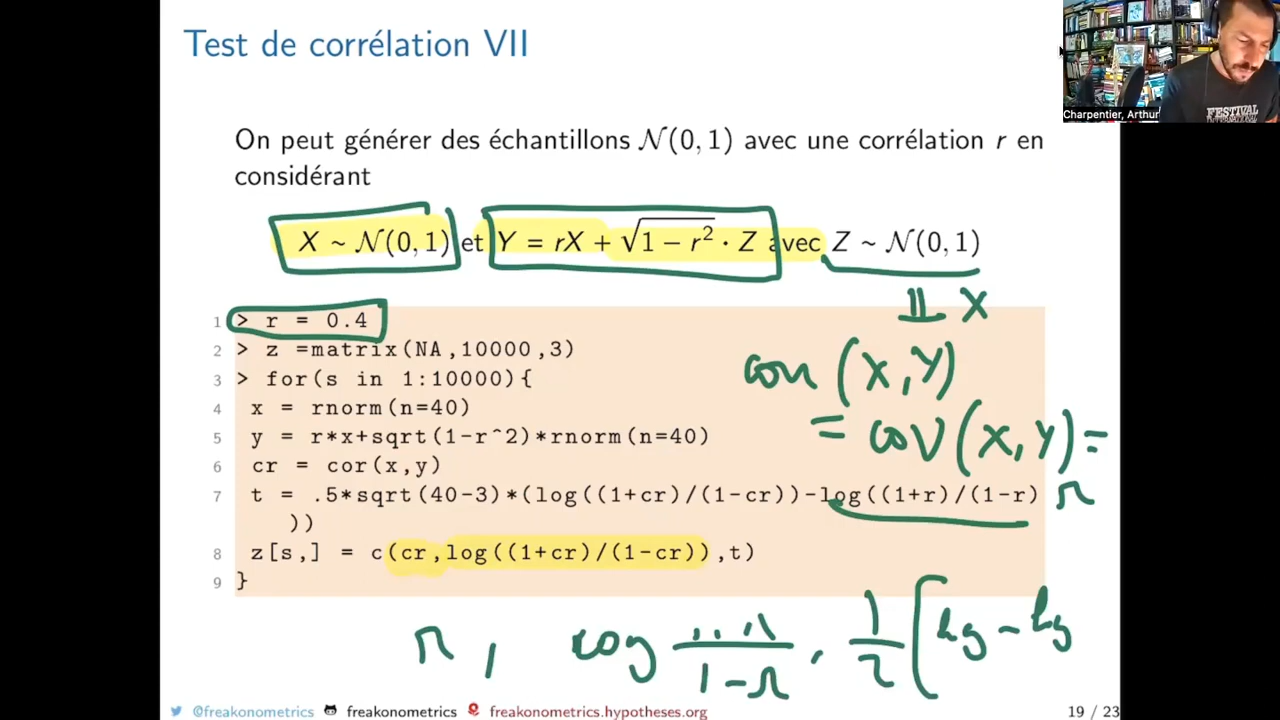 Test de corrélation VII
Charpentier, Arthur
FESTIVAL
On peut générer des échantillons N(0, 1) avec une corrélation r en
considérant
X ~ N(0, 1) et Y = rX + √1 − r² · Z avec Z ~ N(0, 1)
⫫ X
1 > r = 0.4
2 > z =matrix(NA,10000,3)
3 > for(s in 1:10000){
corr (X,Y)
4 x = rnorm(n=40)
= cov(X,Y)=
5 y = r*x+sqrt(1-r^2)*rnorm(n=40)
6 cr = cor(x,y)
7 t = .5*sqrt(40-3)*(log((1+cr)/(1-cr))-log((1+r)/(1-r) r
))
8 z[s,] = c(cr,log((1+cr)/(1-cr)),t)
9 }
r, log 1+r / 1-r , 1/2 [log - log
@freakonometrics freakonometrics freakonometrics.hypotheses.org 19 / 23